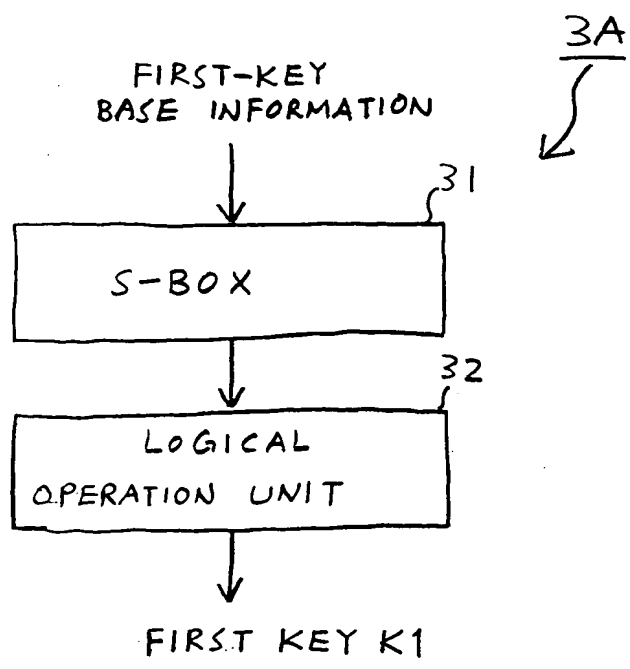 3A
FIRST-KEY
BASE INFORMATION
31
S-BOX
32
LOGICAL
OPERATION UNIT
FIRST KEY K1